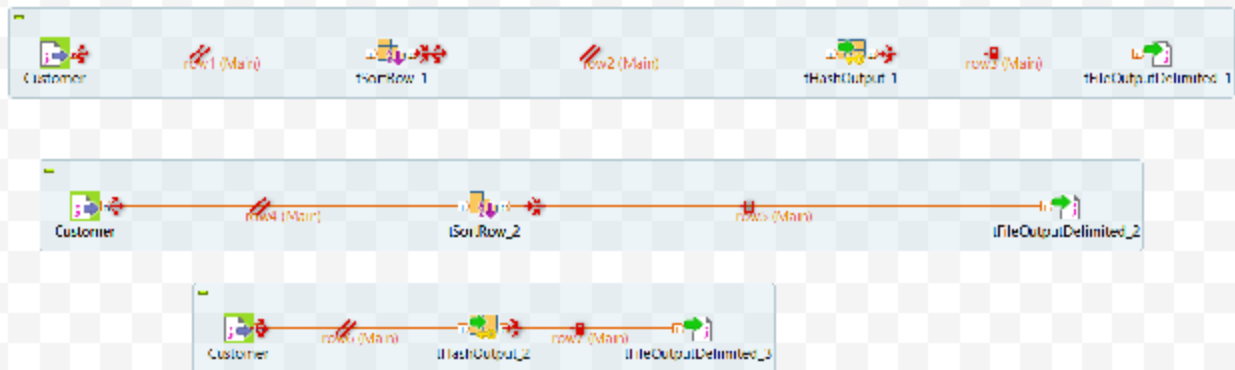 row1 (Main)
row2 (Main)
row3 (Main)
Customer
tSortRow_1
tHashOutput_1
tFileOutputDelimited_1
row4 (Main)
row5 (Main)
Customer
tSortRow_2
tFileOutputDelimited_2
row6 (Main)
row7 (Main)
Customer
tHashOutput_2
tFileOutputDelimited_3